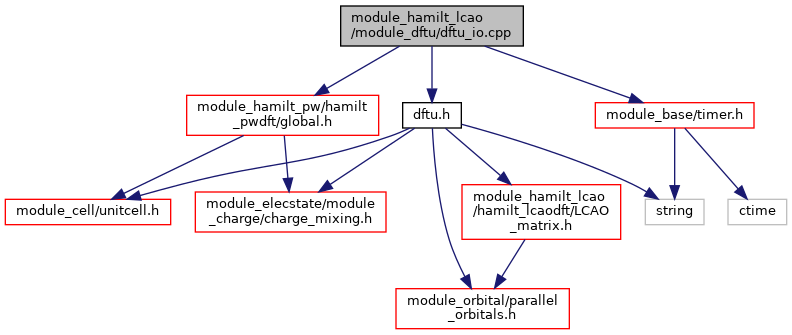 module_hamilt_lcao
/module_dftu/dftu_io.cpp
module_hamilt_pw/hamilt
_pwdft/global.h
dftu.h
module_base/timer.h
module_cell/unitcell.h
module_elecstate/module
_charge/charge_mixing.h
module_hamilt_lcao
/hamilt_lcaodft/LCAO
_matrix.h
string
ctime
module_orbital/parallel
_orbitals.h